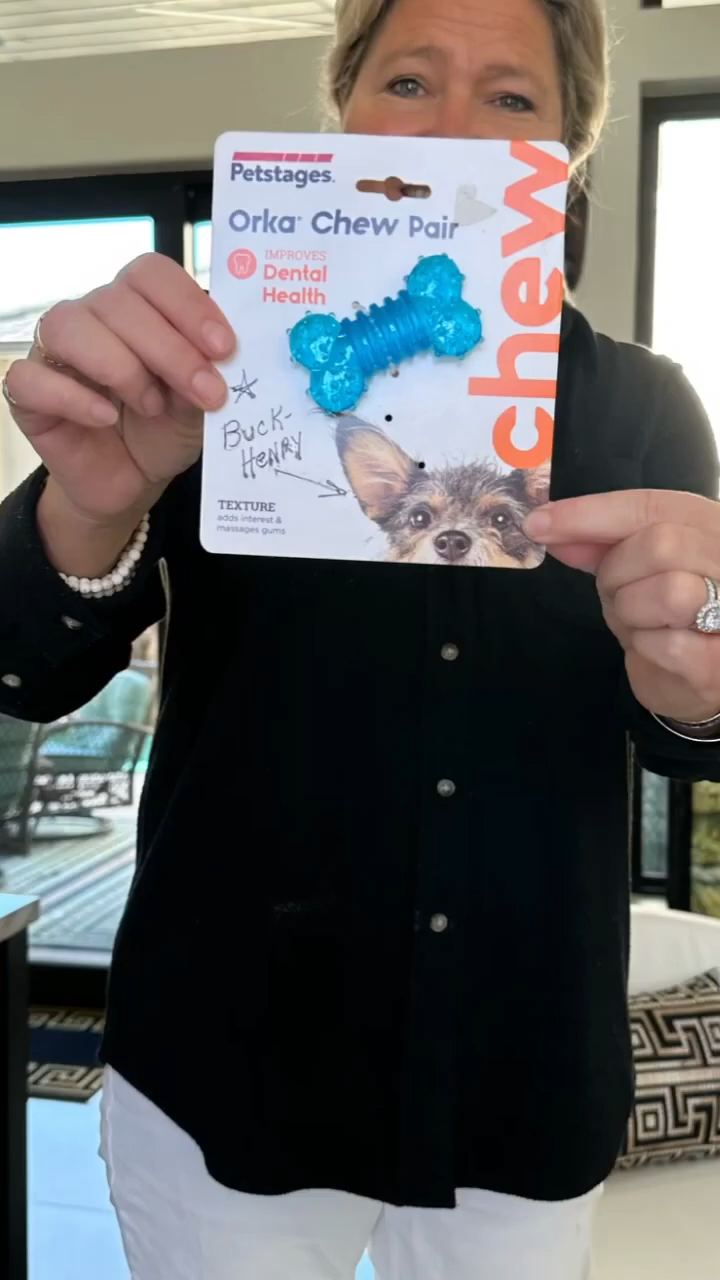 Petstages.
Orka® Chew Pair
IMPROVES
Dental
Health
chew
BUCK-
HENRY
TEXTURE
adds interest &
massages gums